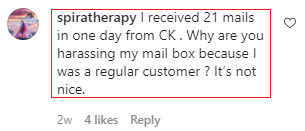 spiratherapy I received 21 mails
in one day from CK . Why are you
harassing my mail box because I
was a regular customer ? It's not
nice.
2w 4 likes Reply